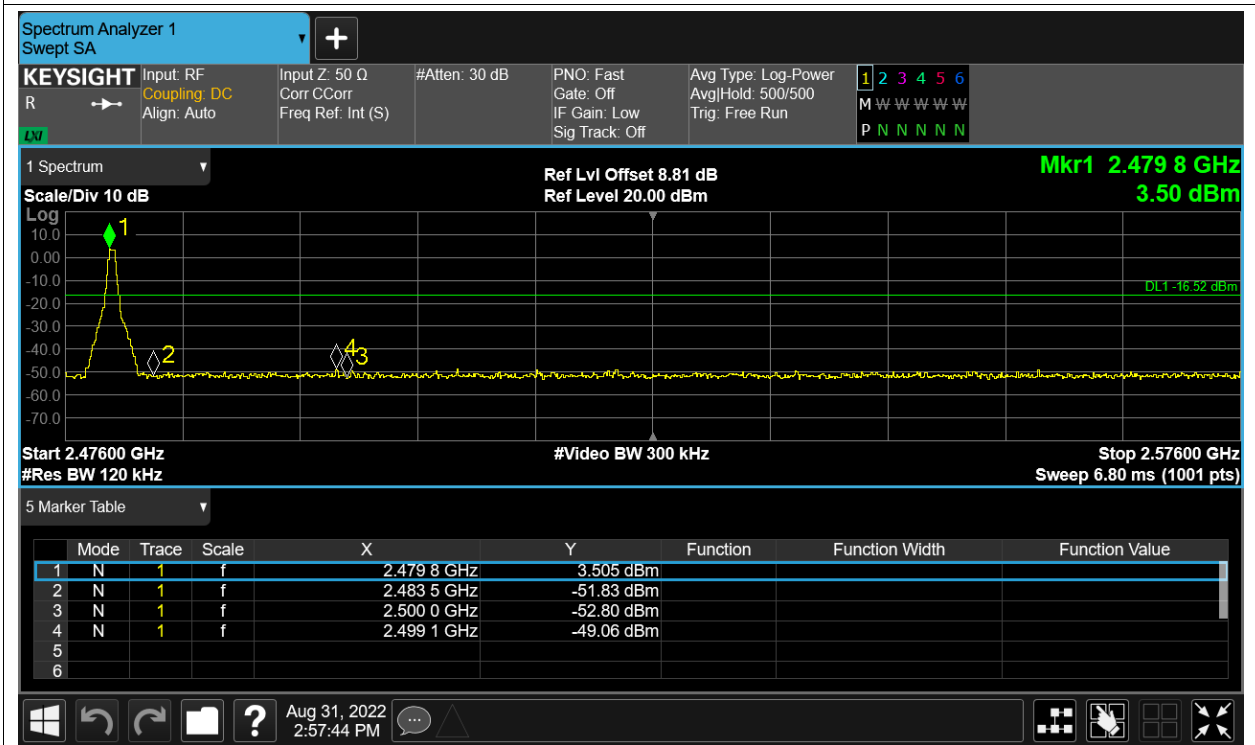 Spectrum Analyzer 1
Swept SA
+
KEYSIGHT Input: RF Input Z: 50 Ω #Atten: 30 dB PNO: Fast Avg Type: Log-Power 1 2 3 4 5 6
R Coupling: DC Corr CCorr Gate: Off Avg|Hold: 500/500 M W W W W W
Align: Auto Freq Ref: Int (S) IF Gain: Low Trig: Free Run
LXI Sig Track: Off P N N N N N
1 Spectrum Ref Lvl Offset 8.81 dB Mkr1 2.479 8 GHz
Scale/Div 10 dB Ref Level 20.00 dBm 3.50 dBm
Log
10.0
0.00
-10.0
-20.0
-30.0
-40.0
-50.0
-60.0
-70.0
1
DL1 -16.52 dBm
2
4
3
Start 2.47600 GHz #Video BW 300 kHz Stop 2.57600 GHz
#Res BW 120 kHz Sweep 6.80 ms (1001 pts)
5 Marker Table
Mode Trace Scale X Y Function Function Width Function Value
1 N 1 f 2.479 8 GHz 3.505 dBm
2 N 1 f 2.483 5 GHz -51.83 dBm
3 N 1 f 2.500 0 GHz -52.80 dBm
4 N 1 f 2.499 1 GHz -49.06 dBm
5
6
? Aug 31, 2022
2:57:44 PM